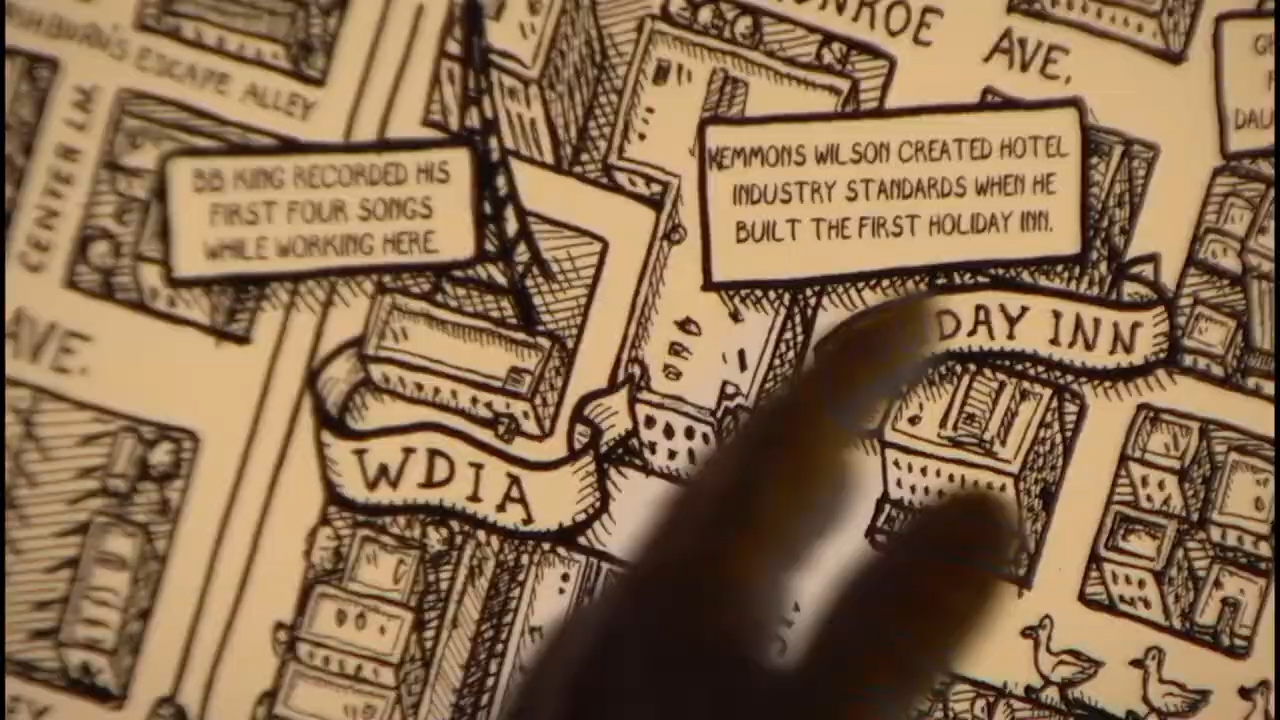 MONROE
AVE.
WASHBURN'S ESCAPE ALLEY
CENTER LN.
BB KING RECORDED HIS
FIRST FOUR SONGS
WHILE WORKING HERE
KEMMONS WILSON CREATED HOTEL
INDUSTRY STANDARDS WHEN HE
BUILT THE FIRST HOLIDAY INN.
DAY INN
AVE.
WDIA